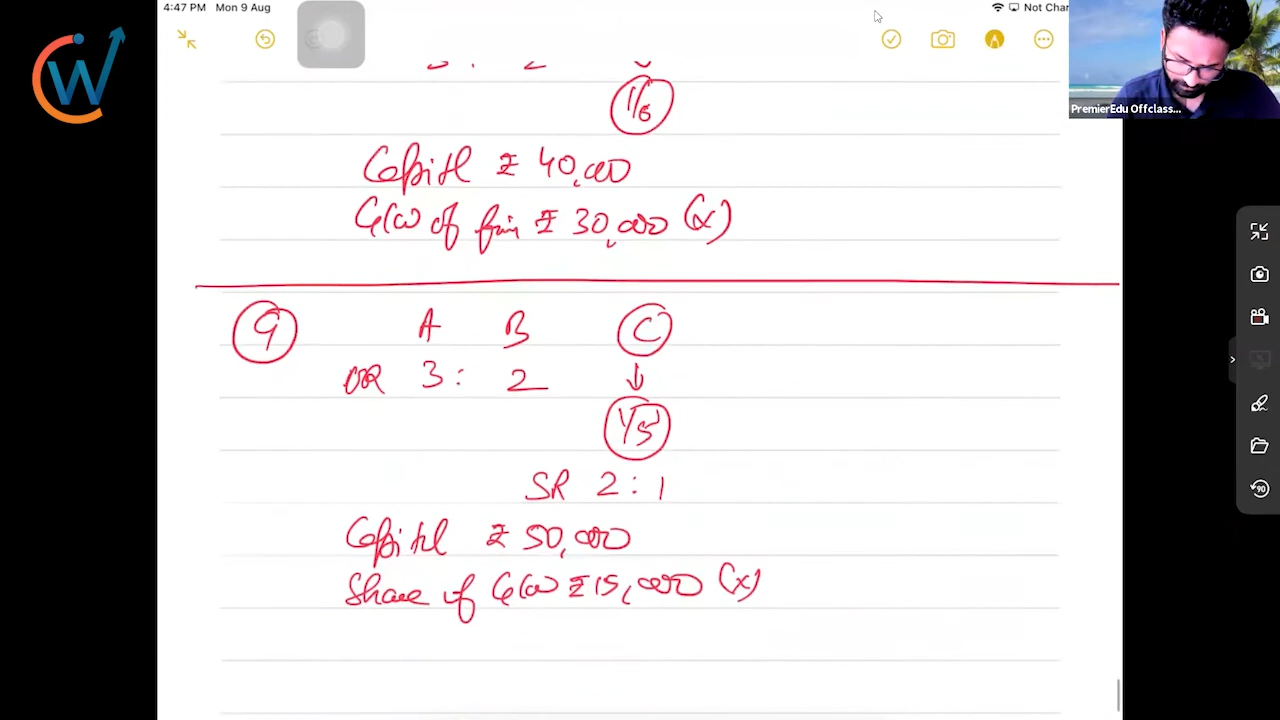 4:47 PM Mon 9 Aug
Not Char
PremierEdu Offclass...
1/6
Capital ₹ 40,000
G/W of firm ₹ 30,000 (x)
9 A B C
OR 3 : 2
1/5
SR 2 : 1
Capital ₹ 50,000
Share of G/W ₹ 15,000 (x)
90